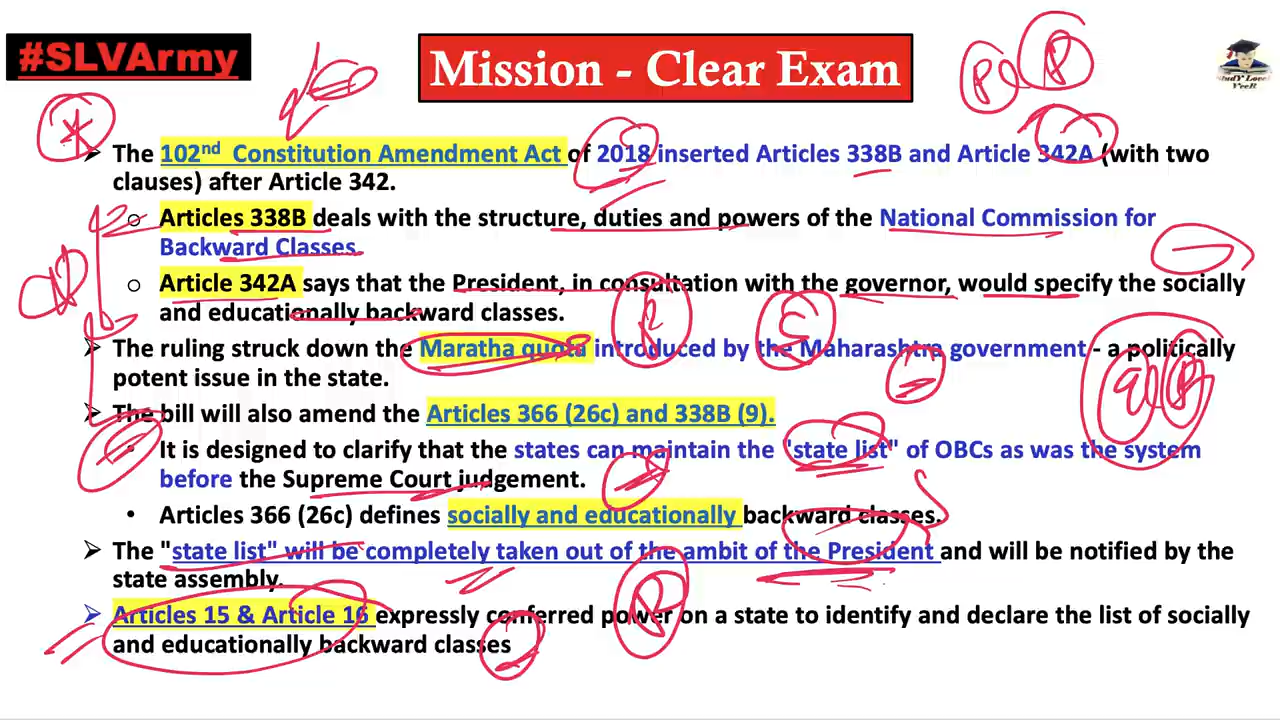 #SLVArmy
Mission - Clear Exam
StudY Lover
VeeR
➢ The 102nd Constitution Amendment Act of 2018 inserted Articles 338B and Article 342A (with two
clauses) after Article 342.
o Articles 338B deals with the structure, duties and powers of the National Commission for
Backward Classes.
o Article 342A says that the President, in consultation with the governor, would specify the socially
and educationally backward classes.
➢ The ruling struck down the Maratha quota introduced by the Maharashtra government - a politically
potent issue in the state.
➢ The bill will also amend the Articles 366 (26c) and 338B (9).
• It is designed to clarify that the states can maintain the "state list" of OBCs as was the system
before the Supreme Court judgement.
• Articles 366 (26c) defines socially and educationally backward classes.
➢ The "state list" will be completely taken out of the ambit of the President and will be notified by the
state assembly.
➢ Articles 15 & Article 16 expressly conferred power on a state to identify and declare the list of socially
and educationally backward classes